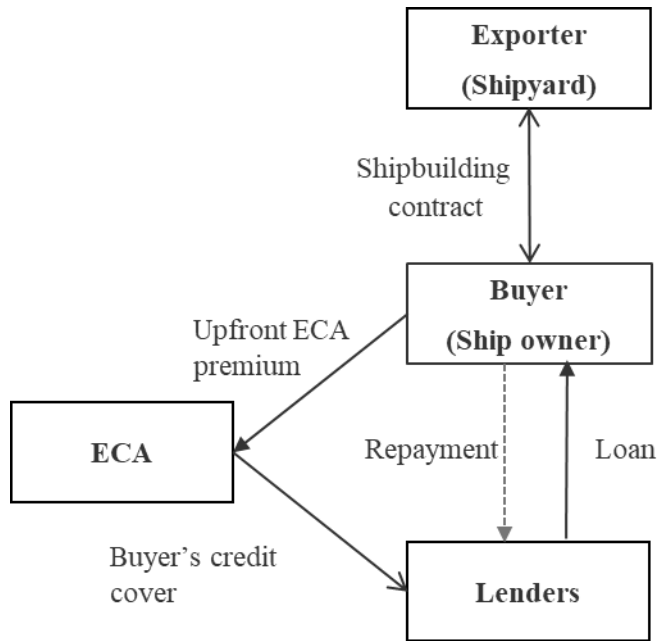 Exporter
(Shipyard)
Shipbuilding
contract
Buyer
(Ship owner)
Upfront ECA
premium
ECA
Repayment
Loan
Buyer’s credit
cover
Lenders